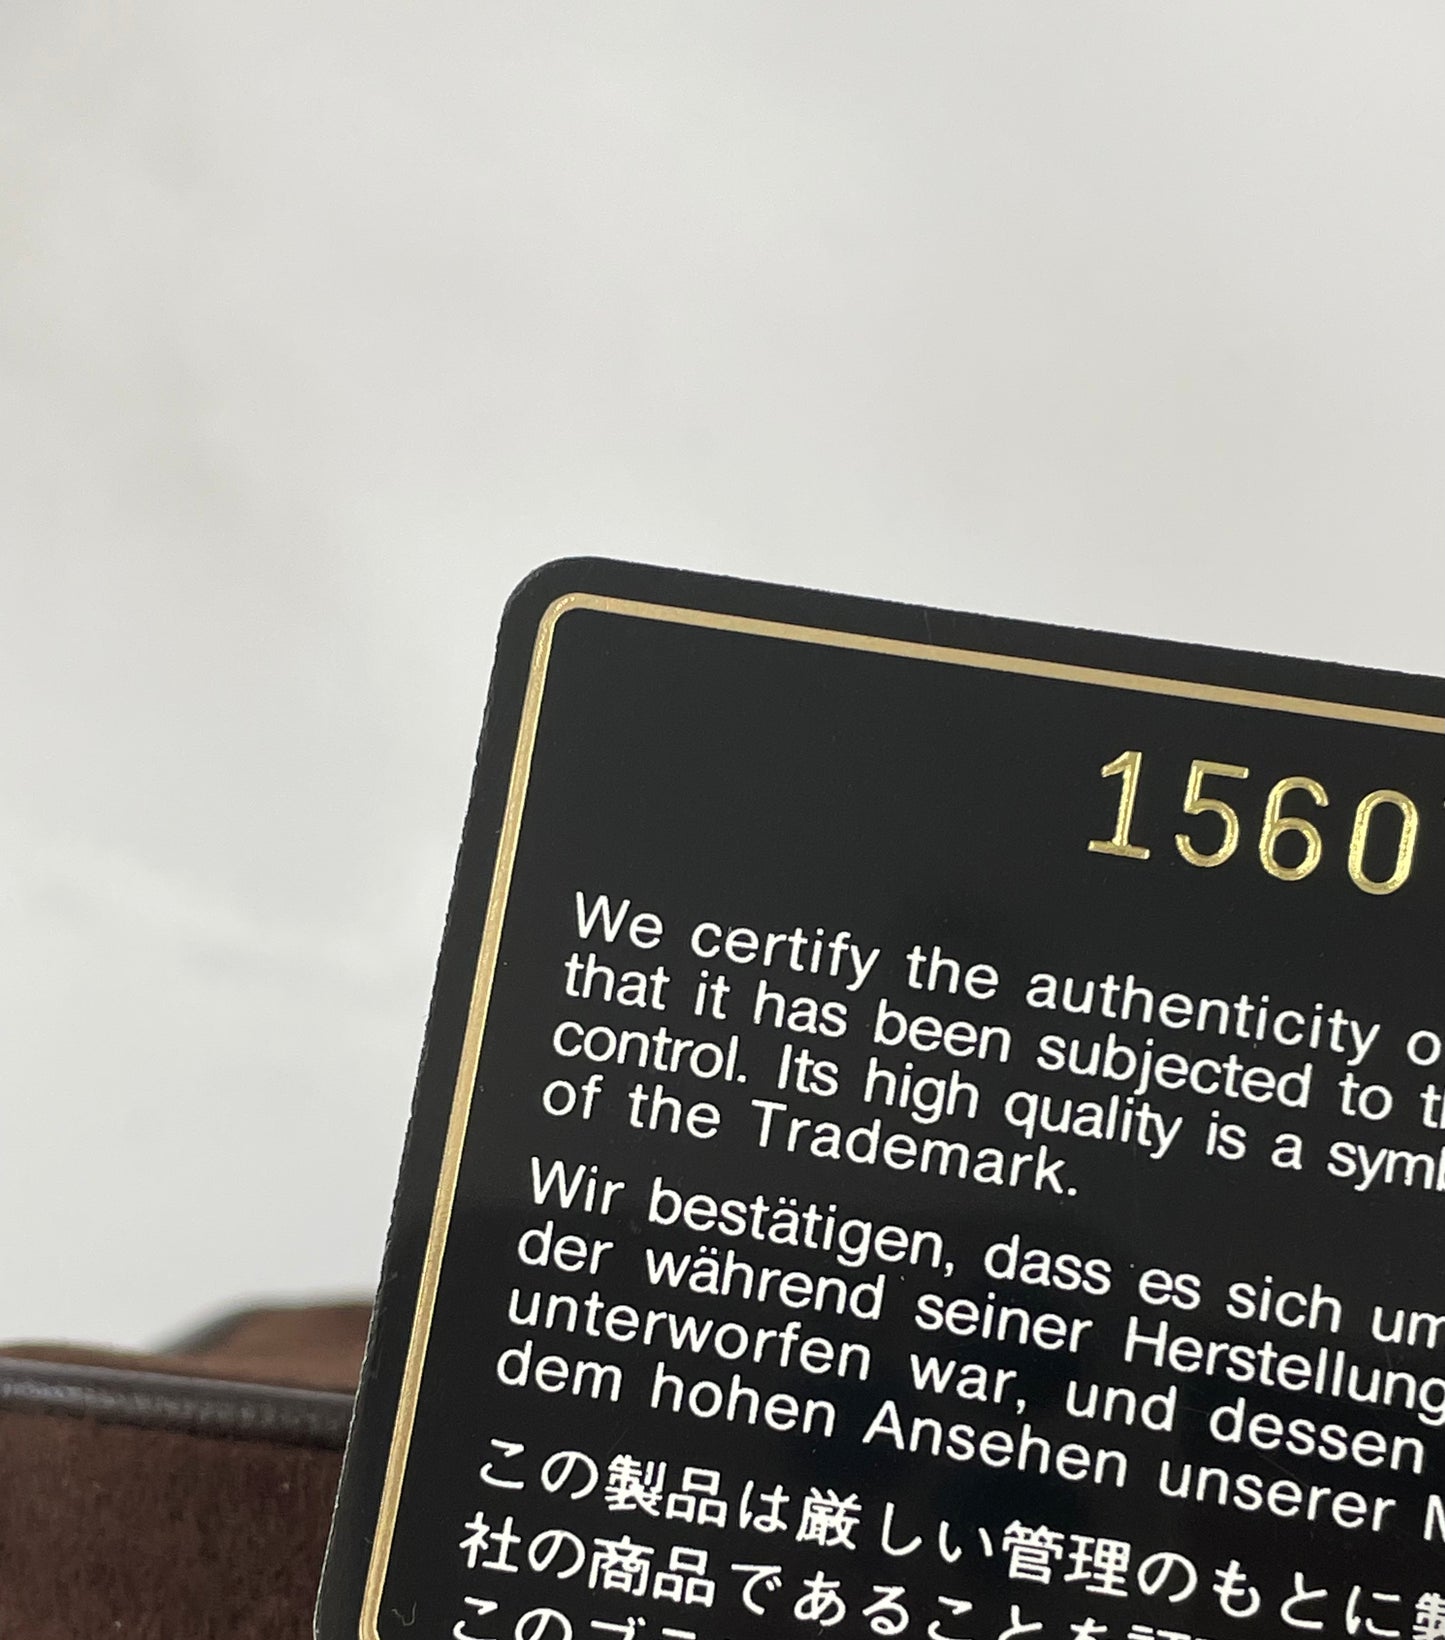 1560
We certify the authenticity
that it has been subjected to
control. Its high quality is a
of the Trademark.
Wir bestätigen, dass es sich um
der während seiner Herstellung
unterworfen war, und dessen
dem hohen Ansehen unserer
この製品は厳しい管理のもとに製
社の商品であることを
この